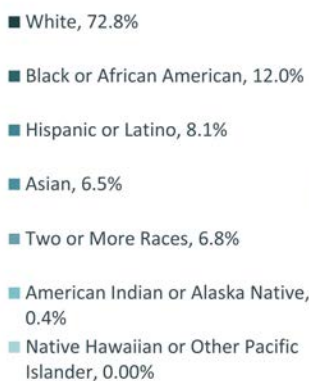 White, 72.8%
Black or African American, 12.0%
Hispanic or Latino, 8.1%
Asian, 6.5%
Two or More Races, 6.8%
American Indian or Alaska Native,
0.4%
Native Hawaiian or Other Pacific
Islander, 0.00%